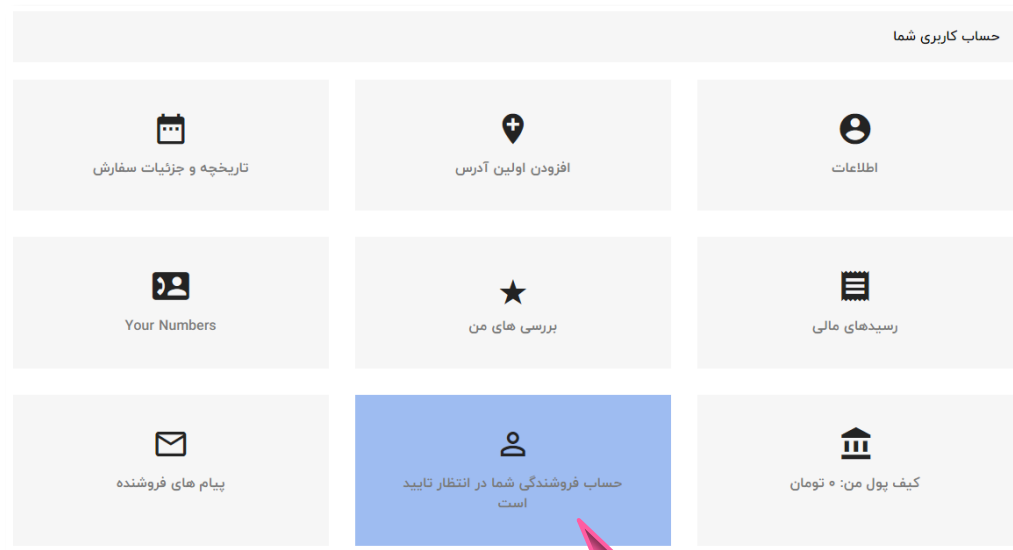 حساب کاربری شما
اطلاعات
افزودن اولین آدرس
تاریخچه و جزئیات سفارش
رسیدهای مالی
بررسی های من
Your Numbers
کیف پول من: ۰ تومان
حساب فروشندگی شما در انتظار تایید
است
پیام های فروشنده